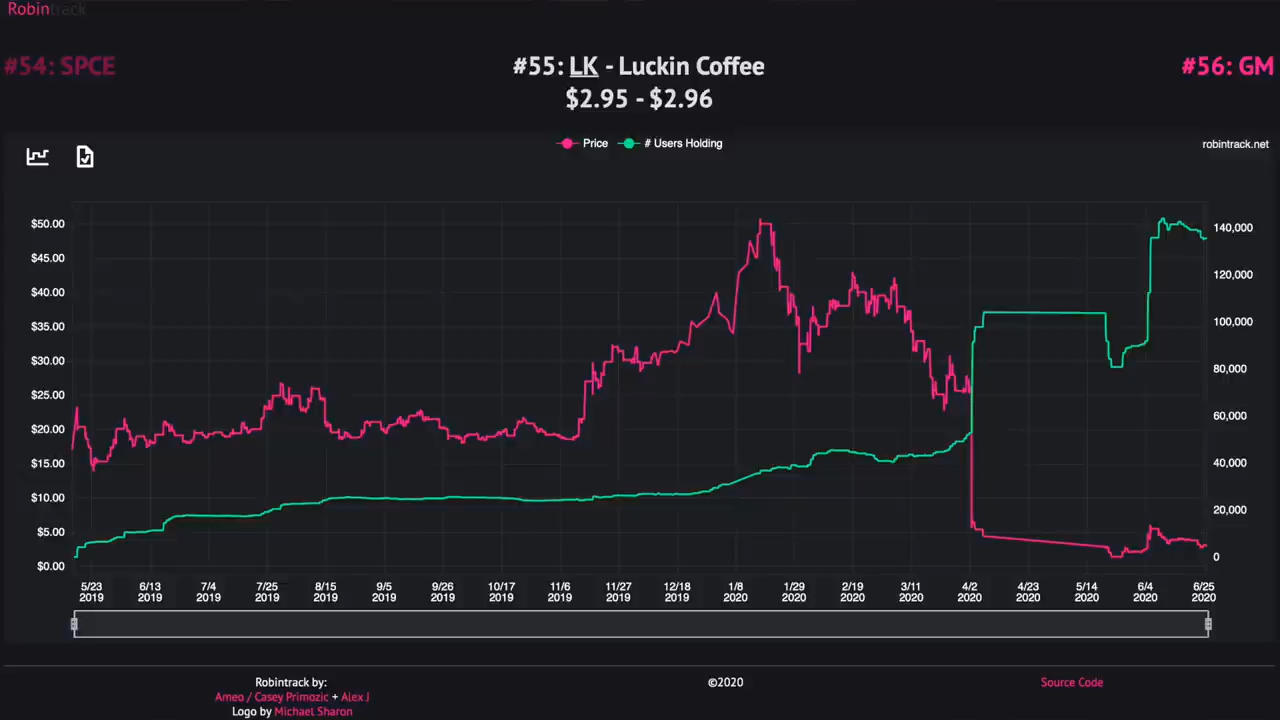 Robintrack
#54: SPCE
#55: LK - Luckin Coffee
#56: GM
$2.95 - $2.96
Price
# Users Holding
robintrack.net
$50.00
$45.00
$40.00
$35.00
$30.00
$25.00
$20.00
$15.00
$10.00
$5.00
$0.00
140,000
120,000
100,000
80,000
60,000
40,000
20,000
0
5/23 6/13 7/4 7/25 8/15 9/5 9/26 10/17 11/6 11/27 12/18 1/8 1/29 2/19 3/11 4/2 4/23 5/14 6/4 6/25
2019 2019 2019 2019 2019 2019 2019 2019 2019 2019 2019 2020 2020 2020 2020 2020 2020 2020 2020 2020
Robintrack by:
Ameo / Casey Primozic + Alex J
Logo by Michael Sharon
©2020
Source Code